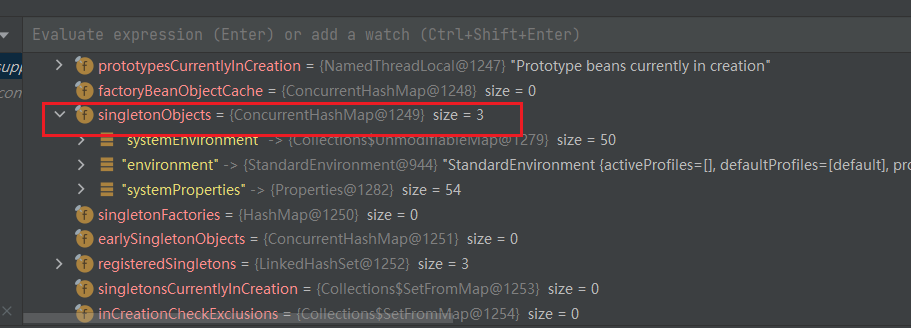 Evaluate expression (Enter) or add a watch (Ctrl+Shift+Enter)
supp
prototypesCurrentlyInCreation = {NamedThreadLocal@1247} "Prototype beans currently in creation"
con
factoryBeanObjectCache = {ConcurrentHashMap@1248} size = 0
singletonObjects = {ConcurrentHashMap@1249} size = 3
"systemEnvironment" -> {Collections$UnmodifiableMap@1279} size = 50
"environment" -> {StandardEnvironment@944} "StandardEnvironment {activeProfiles=[], defaultProfiles=[default], pro
"systemProperties" -> {Properties@1282} size = 54
singletonFactories = {HashMap@1250} size = 0
earlySingletonObjects = {ConcurrentHashMap@1251} size = 0
registeredSingletons = {LinkedHashSet@1252} size = 3
singletonsCurrentlyInCreation = {Collections$SetFromMap@1253} size = 0
inCreationCheckExclusions = {Collections$SetFromMap@1254} size = 0